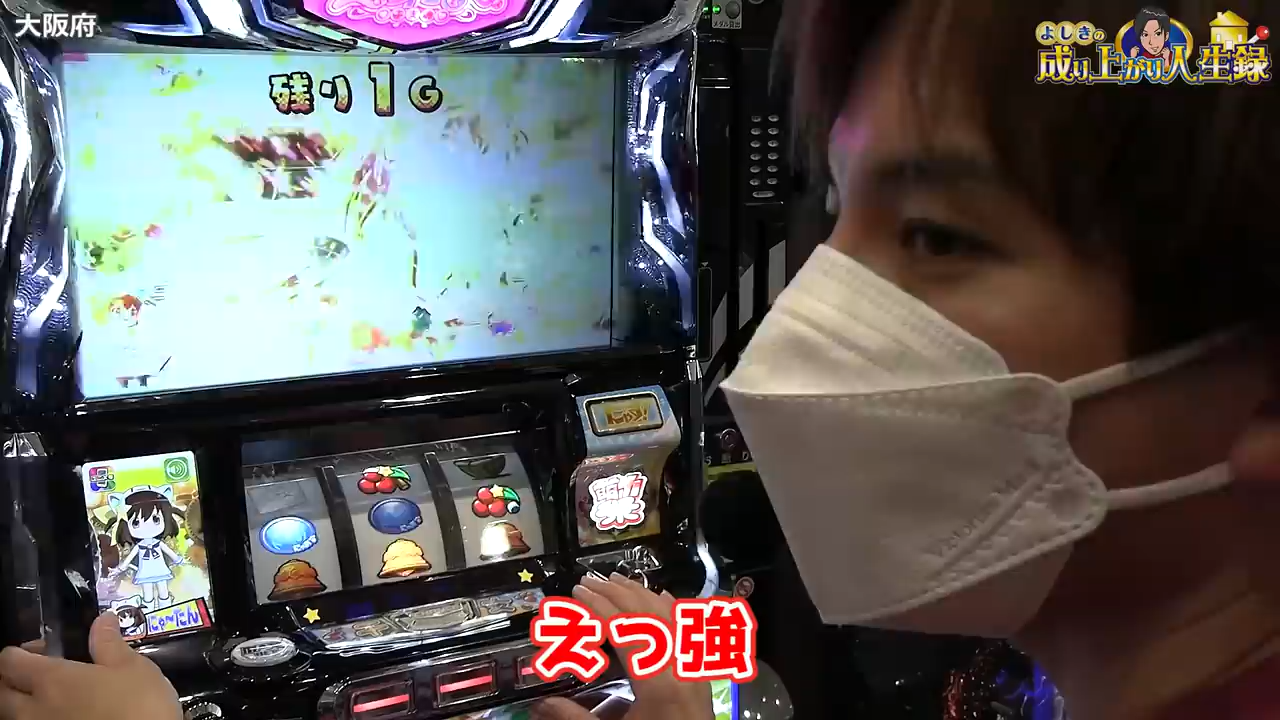 大阪府
よしきの
成り上がり人生録
残り1G
にゃ〜たん
えっ強